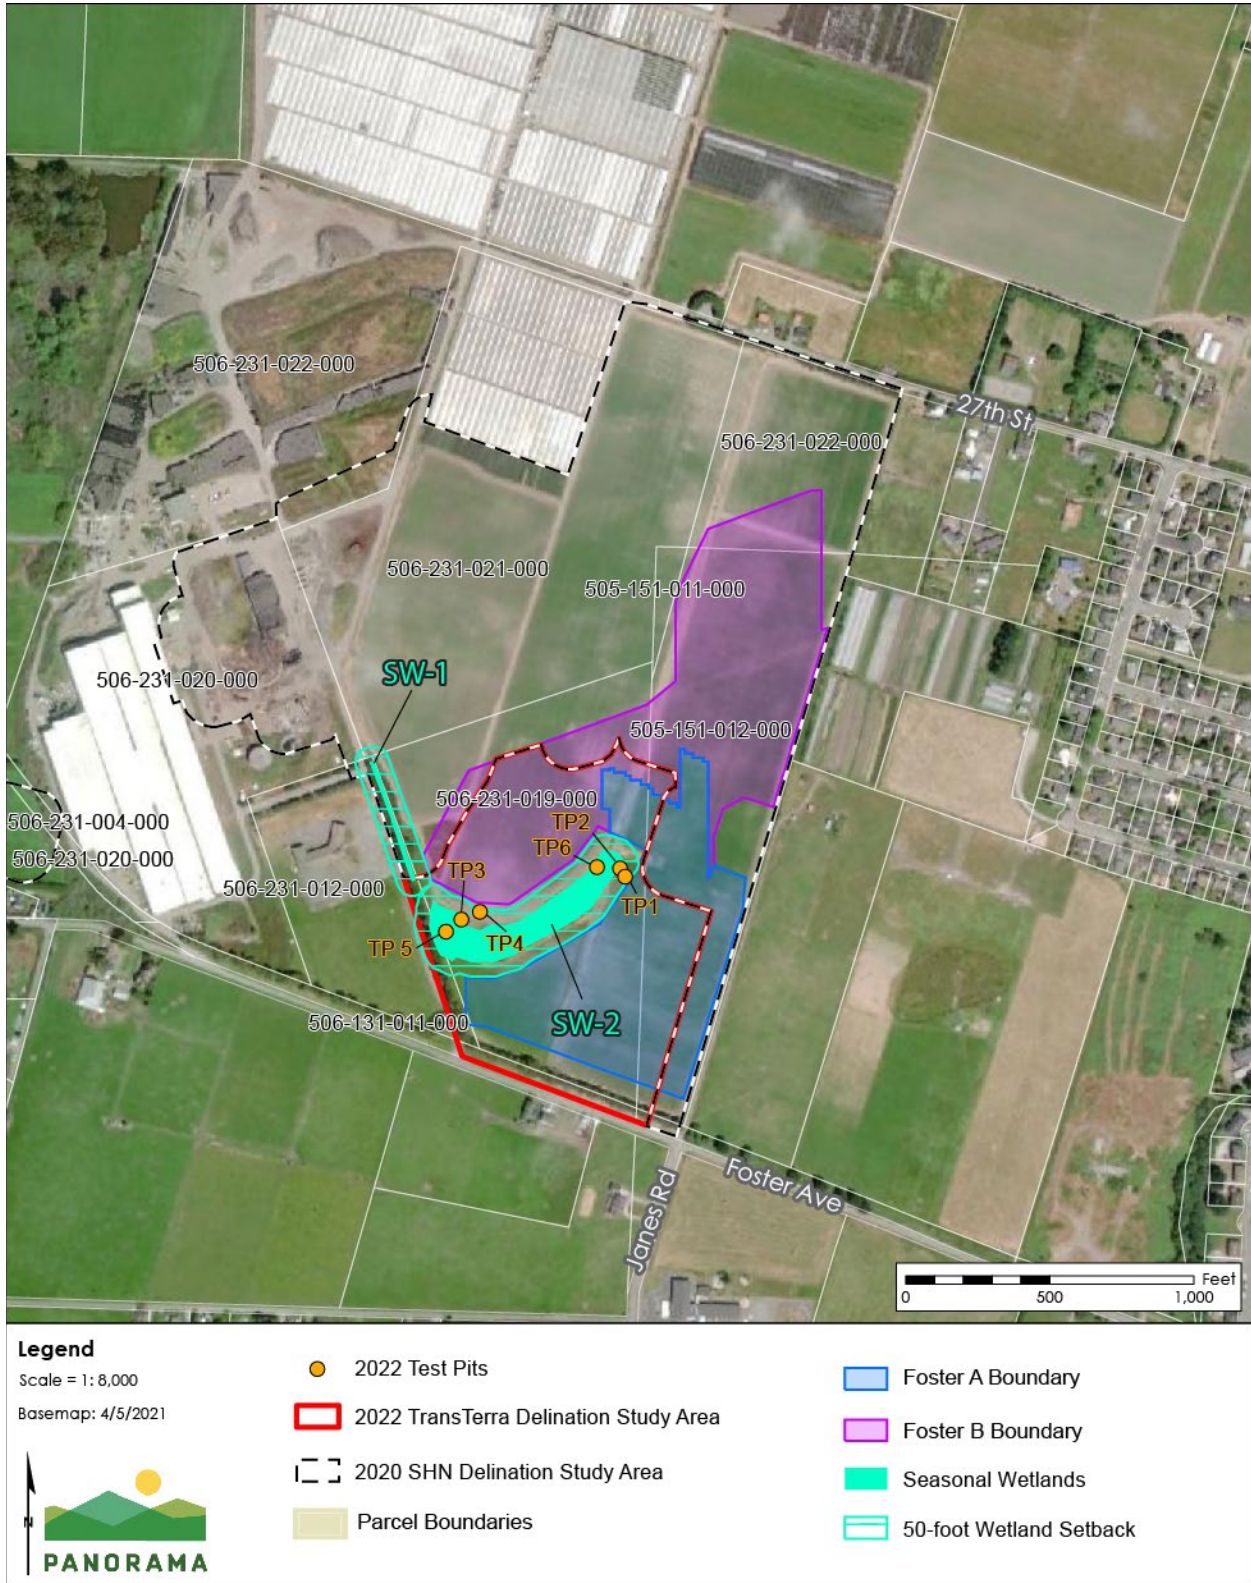 506-231-022-000
27th St
506-231-022-000
506-231-021-000
505-151-011-000
SW-1
506-231-020-000
505-151-012-000
506-231-019-000
506-231-004-000
TP2
TP6
506-231-020-000
TP3
506-231-012-000
TP1
TP 5
TP4
506-131-011-000
SW-2
Janes Rd
Foster Ave
Feet
0 500 1,000
Legend
Scale = 1: 8,000
Basemap: 4/5/2021
N
PANORAMA
2022 Test Pits
2022 TransTerra Delination Study Area
2020 SHN Delination Study Area
Parcel Boundaries
Foster A Boundary
Foster B Boundary
Seasonal Wetlands
50-foot Wetland Setback